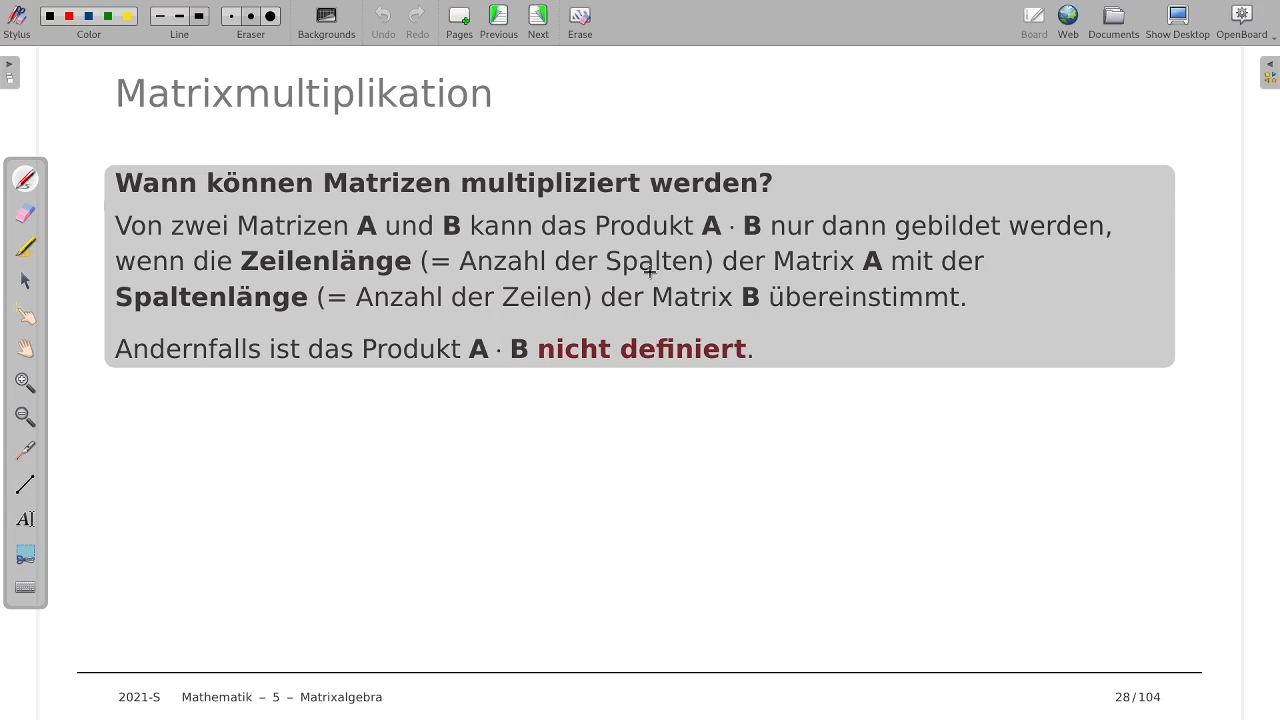 Stylus Color Line Eraser Backgrounds Undo Redo Pages Previous Next Erase Board Web Documents Show Desktop OpenBoard
Matrixmultiplikation
Wann können Matrizen multipliziert werden?
Von zwei Matrizen A und B kann das Produkt A · B nur dann gebildet werden,
wenn die Zeilenlänge (= Anzahl der Spalten) der Matrix A mit der
Spaltenlänge (= Anzahl der Zeilen) der Matrix B übereinstimmt.
Andernfalls ist das Produkt A · B nicht definiert.
2021-S Mathematik – 5 – Matrixalgebra 28/104